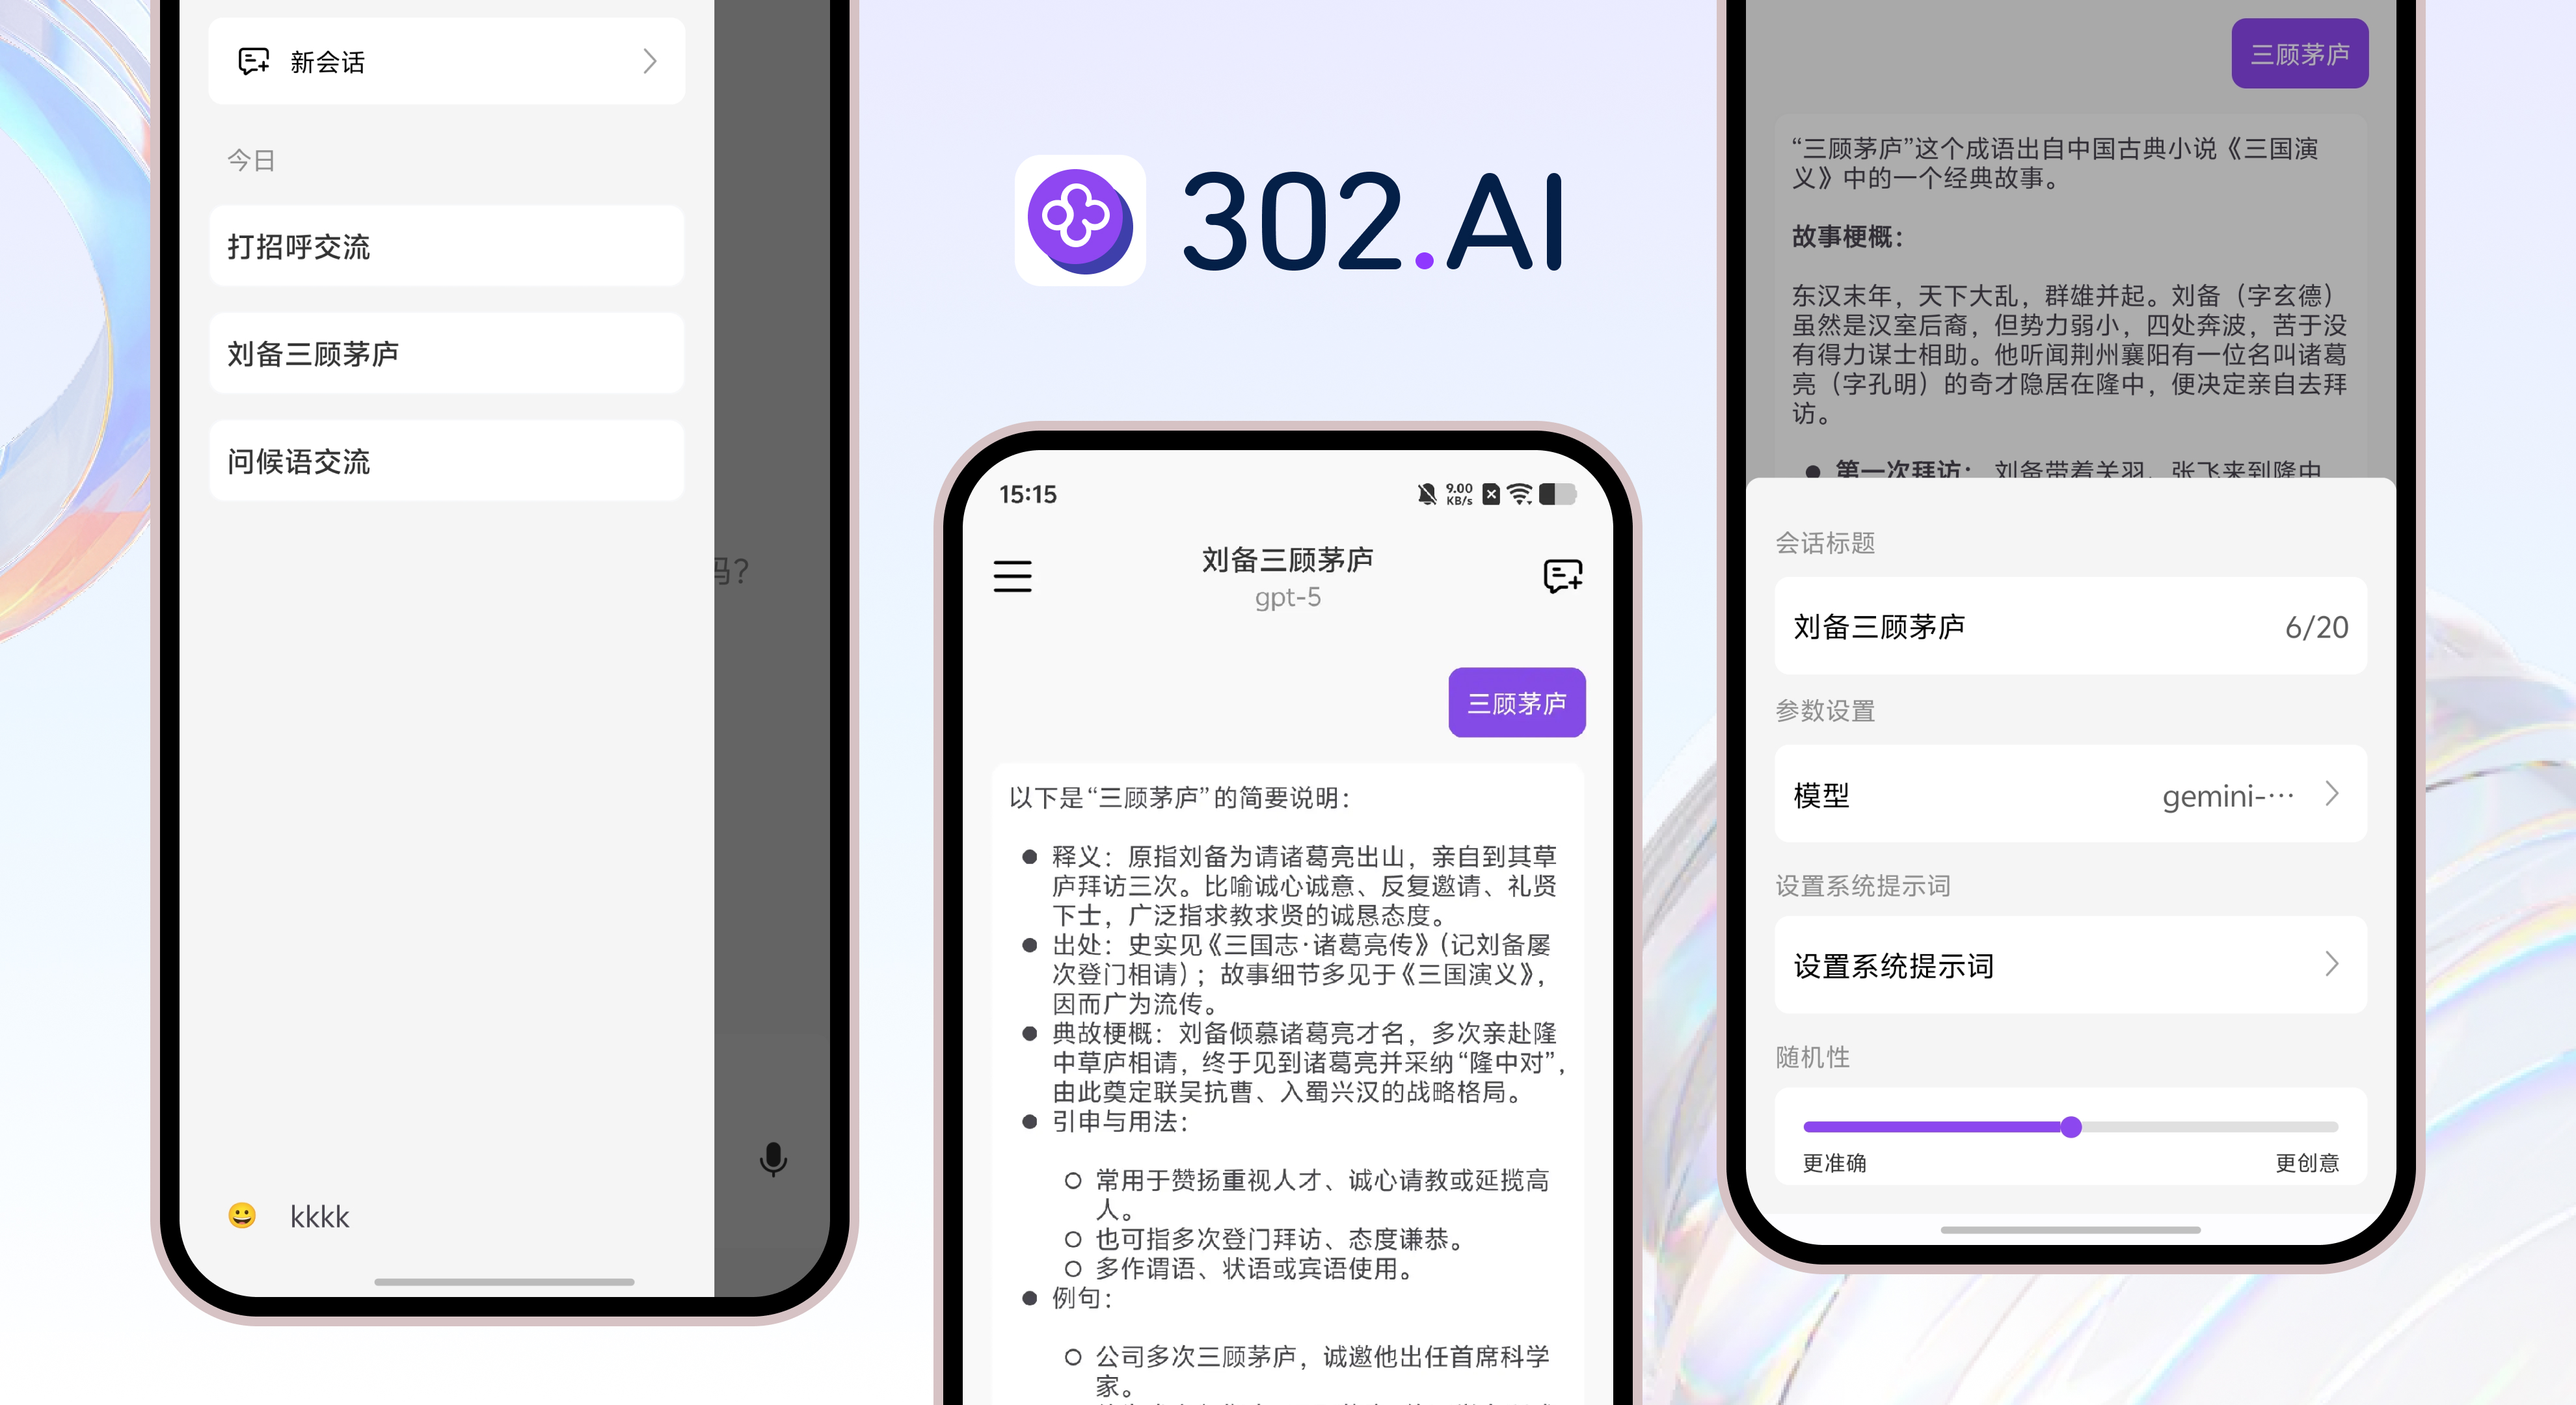 新会话
今日
打招呼交流
刘备三顾茅庐
问候语交流
吗？
kkkk
302.AI
15:15
9.00
KB/s
刘备三顾茅庐
gpt-5
三顾茅庐
以下是“三顾茅庐”的简要说明：
释义：原指刘备为请诸葛亮出山，亲自到其草
庐拜访三次。比喻诚心诚意、反复邀请、礼贤
下士，广泛指求教求贤的诚恳态度。
出处：史实见《三国志·诸葛亮传》（记刘备屡
次登门相请）；故事细节多见于《三国演义》，
因而广为流传。
典故梗概：刘备倾慕诸葛亮才名，多次亲赴隆
中草庐相请，终于见到诸葛亮并采纳“隆中对”，
由此奠定联吴抗曹、入蜀兴汉的战略格局。
引申与用法：
常用于赞扬重视人才、诚心请教或延揽高
人。
也可指多次登门拜访、态度谦恭。
多作谓语、状语或宾语使用。
例句：
公司多次三顾茅庐，诚邀他出任首席科学
家。
三顾茅庐
“三顾茅庐”这个成语出自中国古典小说《三国演
义》中的一个经典故事。
故事梗概：
东汉末年，天下大乱，群雄并起。刘备（字玄德）
虽然是汉室后裔，但势力弱小，四处奔波，苦于没
有得力谋士相助。他听闻荆州襄阳有一位名叫诸葛
亮（字孔明）的奇才隐居在隆中，便决定亲自去拜
访。
第一次拜访： 刘备带着关羽、张飞来到隆中
会话标题
刘备三顾茅庐 6/20
参数设置
模型 gemini-···
设置系统提示词
设置系统提示词
随机性
更准确 更创意